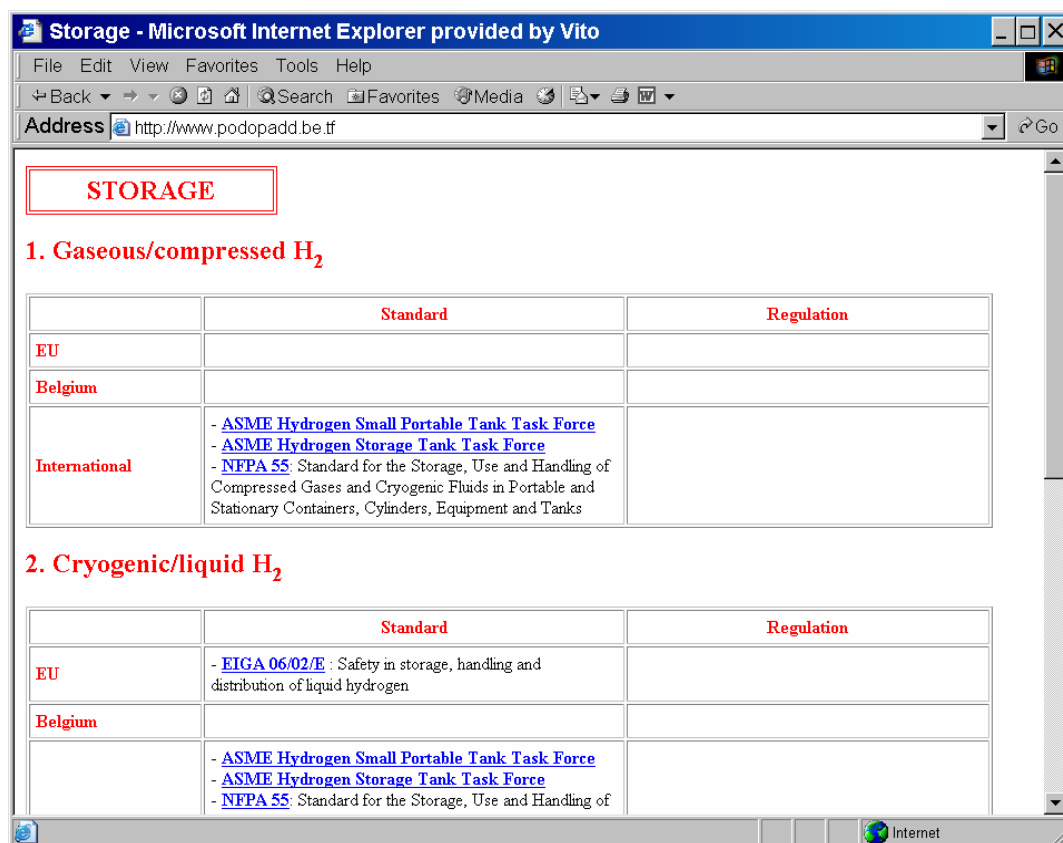 Storage - Microsoft Internet Explorer provided by Vito
File Edit View Favorites Tools Help
Back Search Favorites Media
Address http://www.podopadd.be.tf Go
STORAGE
1. Gaseous/compressed H2
Standard Regulation
EU
Belgium
International
- ASME Hydrogen Small Portable Tank Task Force
- ASME Hydrogen Storage Tank Task Force
- NFPA 55: Standard for the Storage, Use and Handling of
Compressed Gases and Cryogenic Fluids in Portable and
Stationary Containers, Cylinders, Equipment and Tanks
2. Cryogenic/liquid H2
Standard Regulation
EU
- EIGA 06/02/E : Safety in storage, handling and
distribution of liquid hydrogen
Belgium
- ASME Hydrogen Small Portable Tank Task Force
- ASME Hydrogen Storage Tank Task Force
- NFPA 55: Standard for the Storage, Use and Handling of
Internet